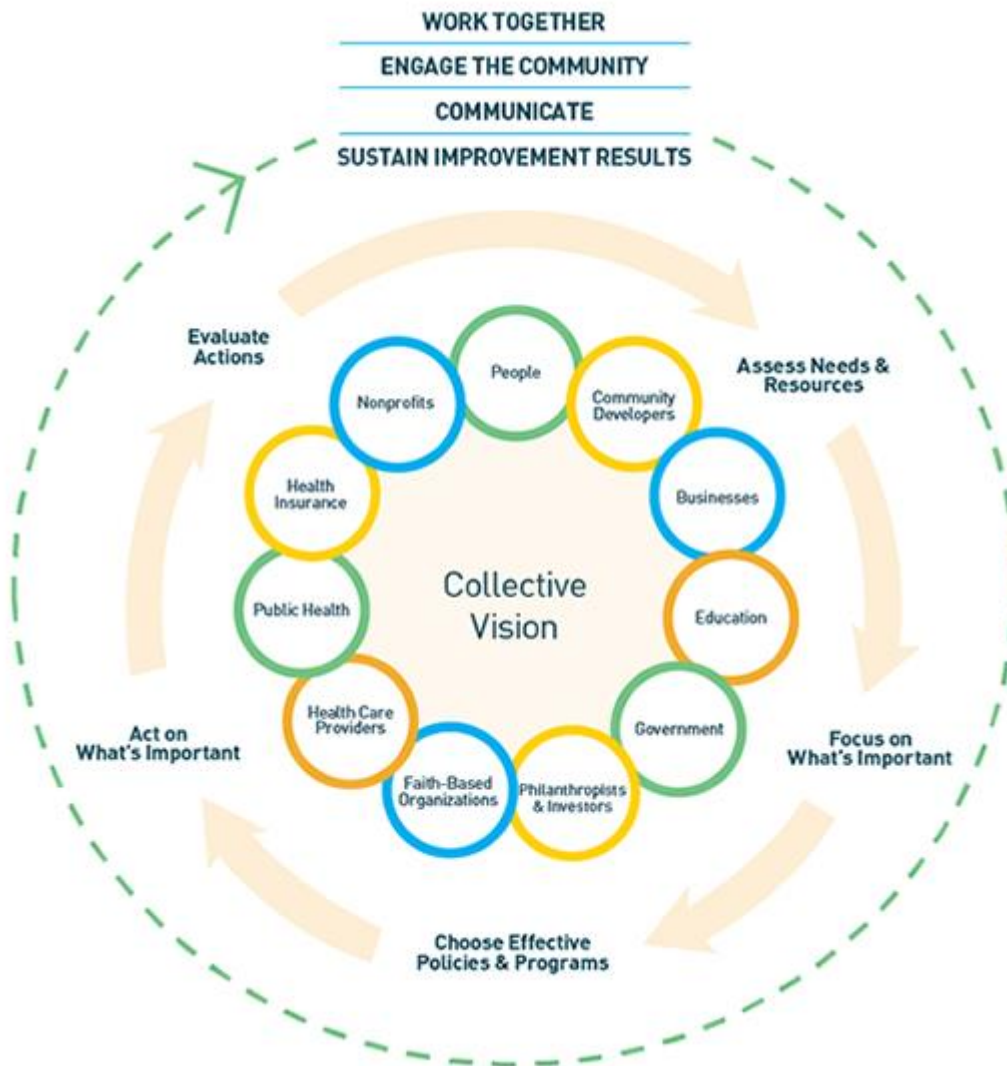 WORK TOGETHER
ENGAGE THE COMMUNITY
COMMUNICATE
SUSTAIN IMPROVEMENT RESULTS
Evaluate
Actions
Assess Needs &
Resources
People
Nonprofits
Community
Developers
Health
Insurance
Businesses
Public Health
Collective
Vision
Education
Health Care
Providers
Government
Faith-Based
Organizations
Philanthropists
& Investors
Act on
What's Important
Focus on
What's Important
Choose Effective
Policies & Programs